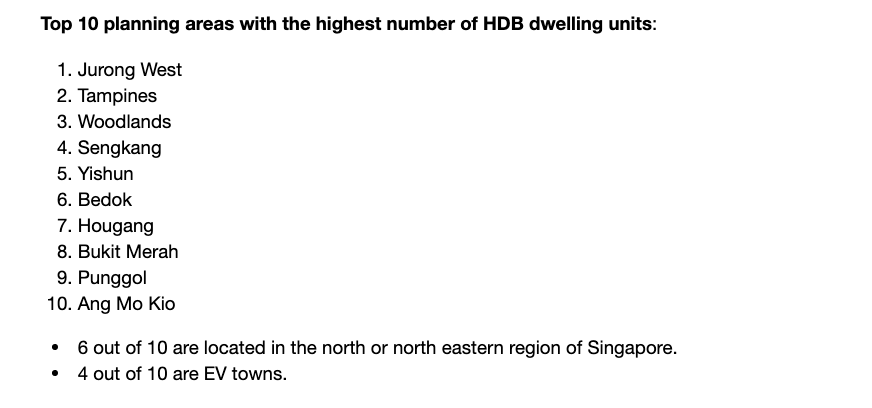 Top 10 planning areas with the highest number of HDB dwelling units:
1. Jurong West
2. Tampines
3. Woodlands
4. Sengkang
5. Yishun
6. Bedok
7. Hougang
8. Bukit Merah
9. Punggol
10. Ang Mo Kio
• 6 out of 10 are located in the north or north eastern region of Singapore.
• 4 out of 10 are EV towns.